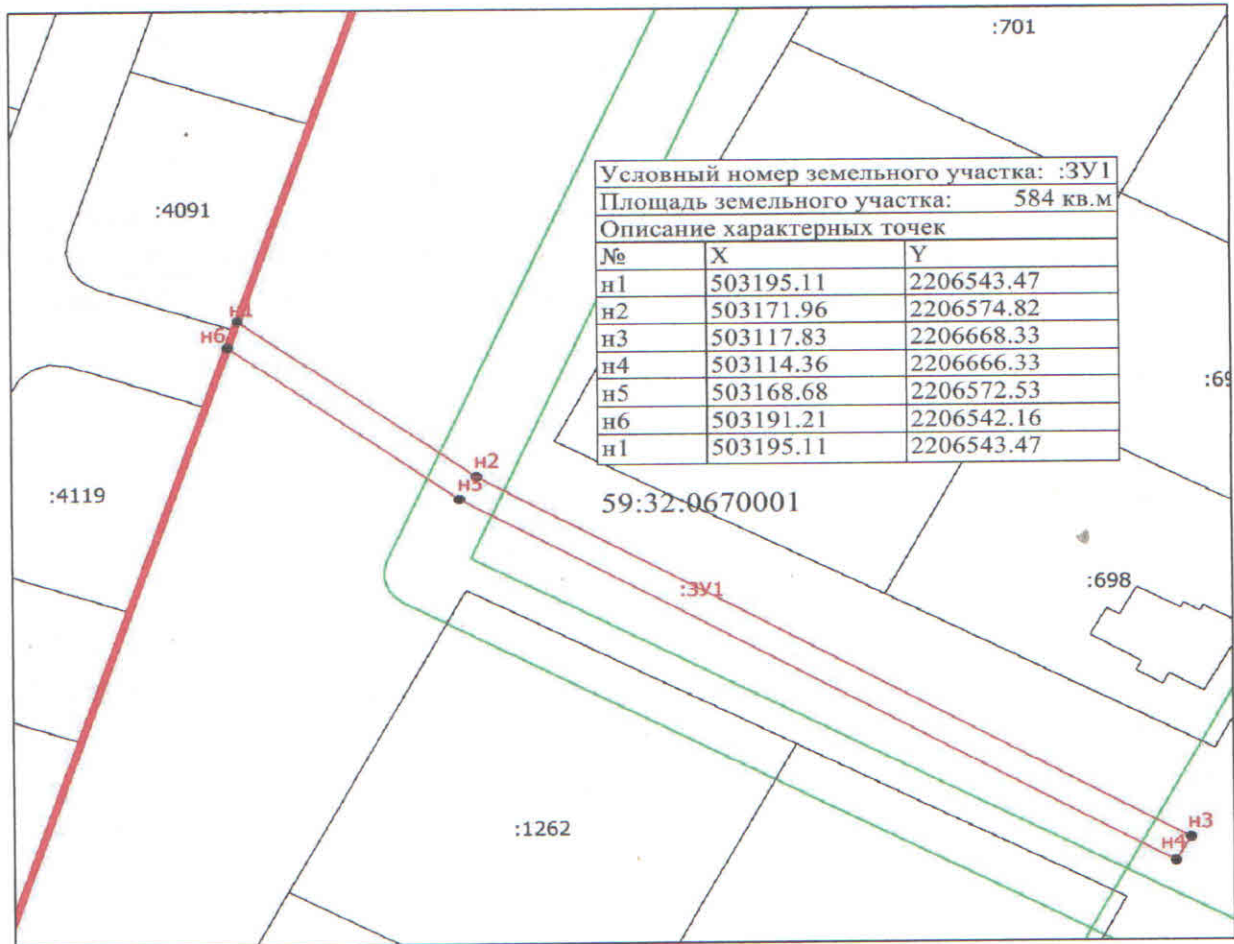 :701
:4091
Условный номер земельного участка: :ЗУ1
Площадь земельного участка: 584 кв.м
Описание характерных точек
№ X Y
н1 503195.11 2206543.47
н2 503171.96 2206574.82
н3 503117.83 2206668.33
н4 503114.36 2206666.33
н5 503168.68 2206572.53
н6 503191.21 2206542.16
н1 503195.11 2206543.47
н1
н6
н2
н5
:4119
59:32:0670001
:ЗУ1
:698
:1262
н3
н4